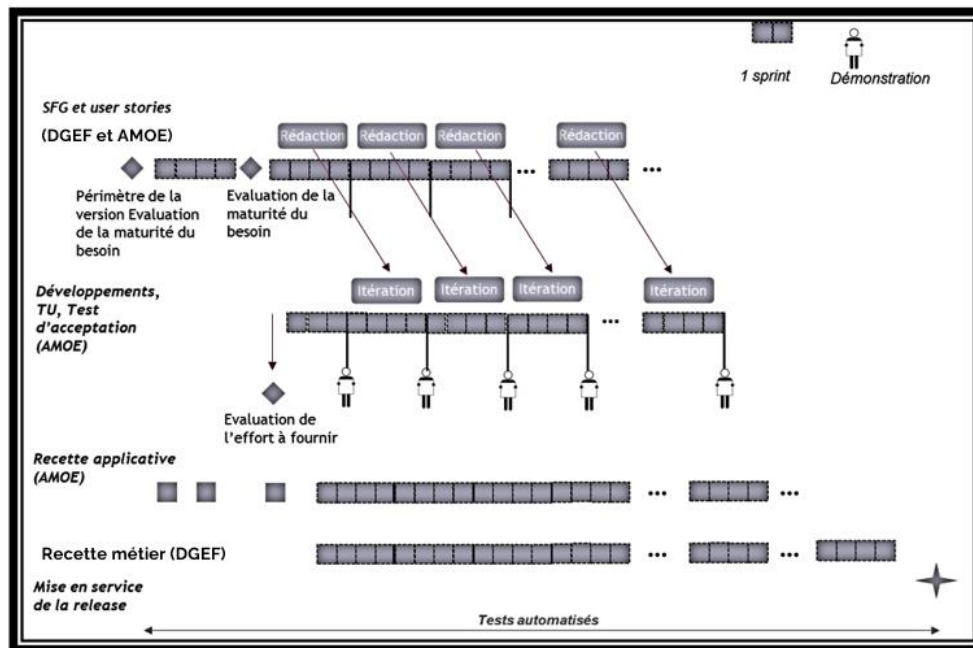 1 sprint
Démonstration
SFG et user stories
(DGEF et AMOE)
Rédaction
Rédaction
Rédaction
Rédaction
...
...
Périmètre de la
version Evaluation
de la maturité du
besoin
Evaluation de la
maturité du
besoin
Itération
Itération
Itération
Itération
Développements,
TU, Test
d'acceptation
(AMOE)
...
Evaluation de
l'effort à fournir
Recette applicative
(AMOE)
...
...
Recette métier (DGEF)
...
...
Mise en service
de la release
Tests automatisés